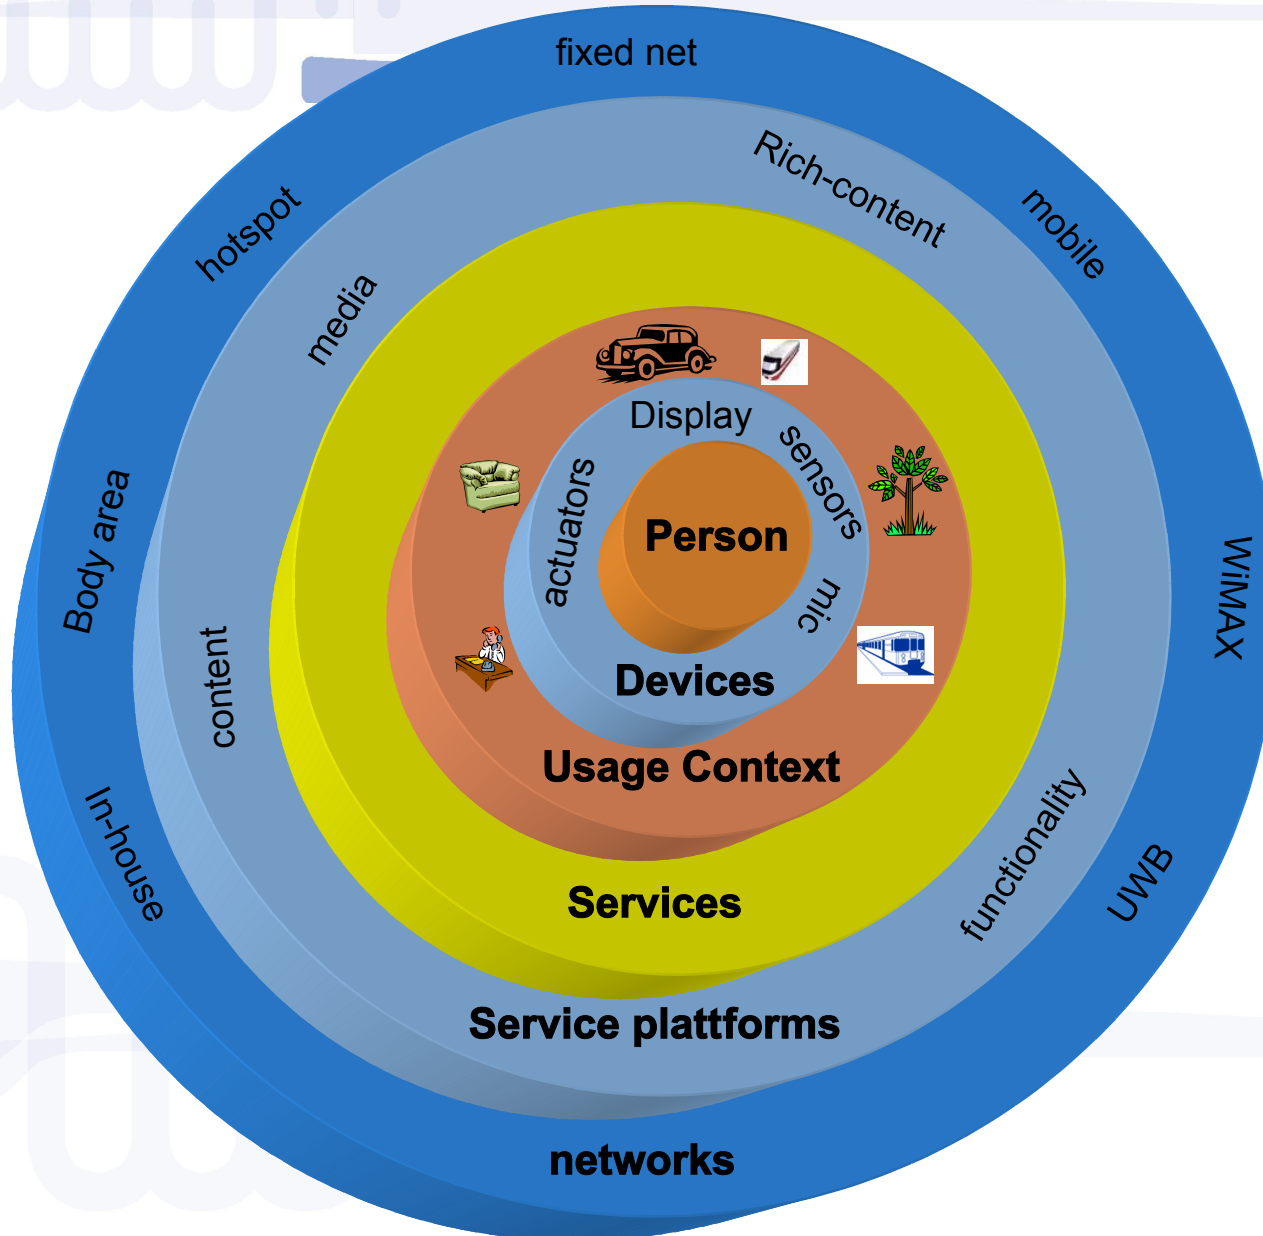 fixed net
Rich-content
hotspot
mobile
media
Display
sensors
actuators
Person
Body area
WiMAX
mic
content
Devices
Usage Context
In-house
functionality
UWB
Services
Service plattforms
networks